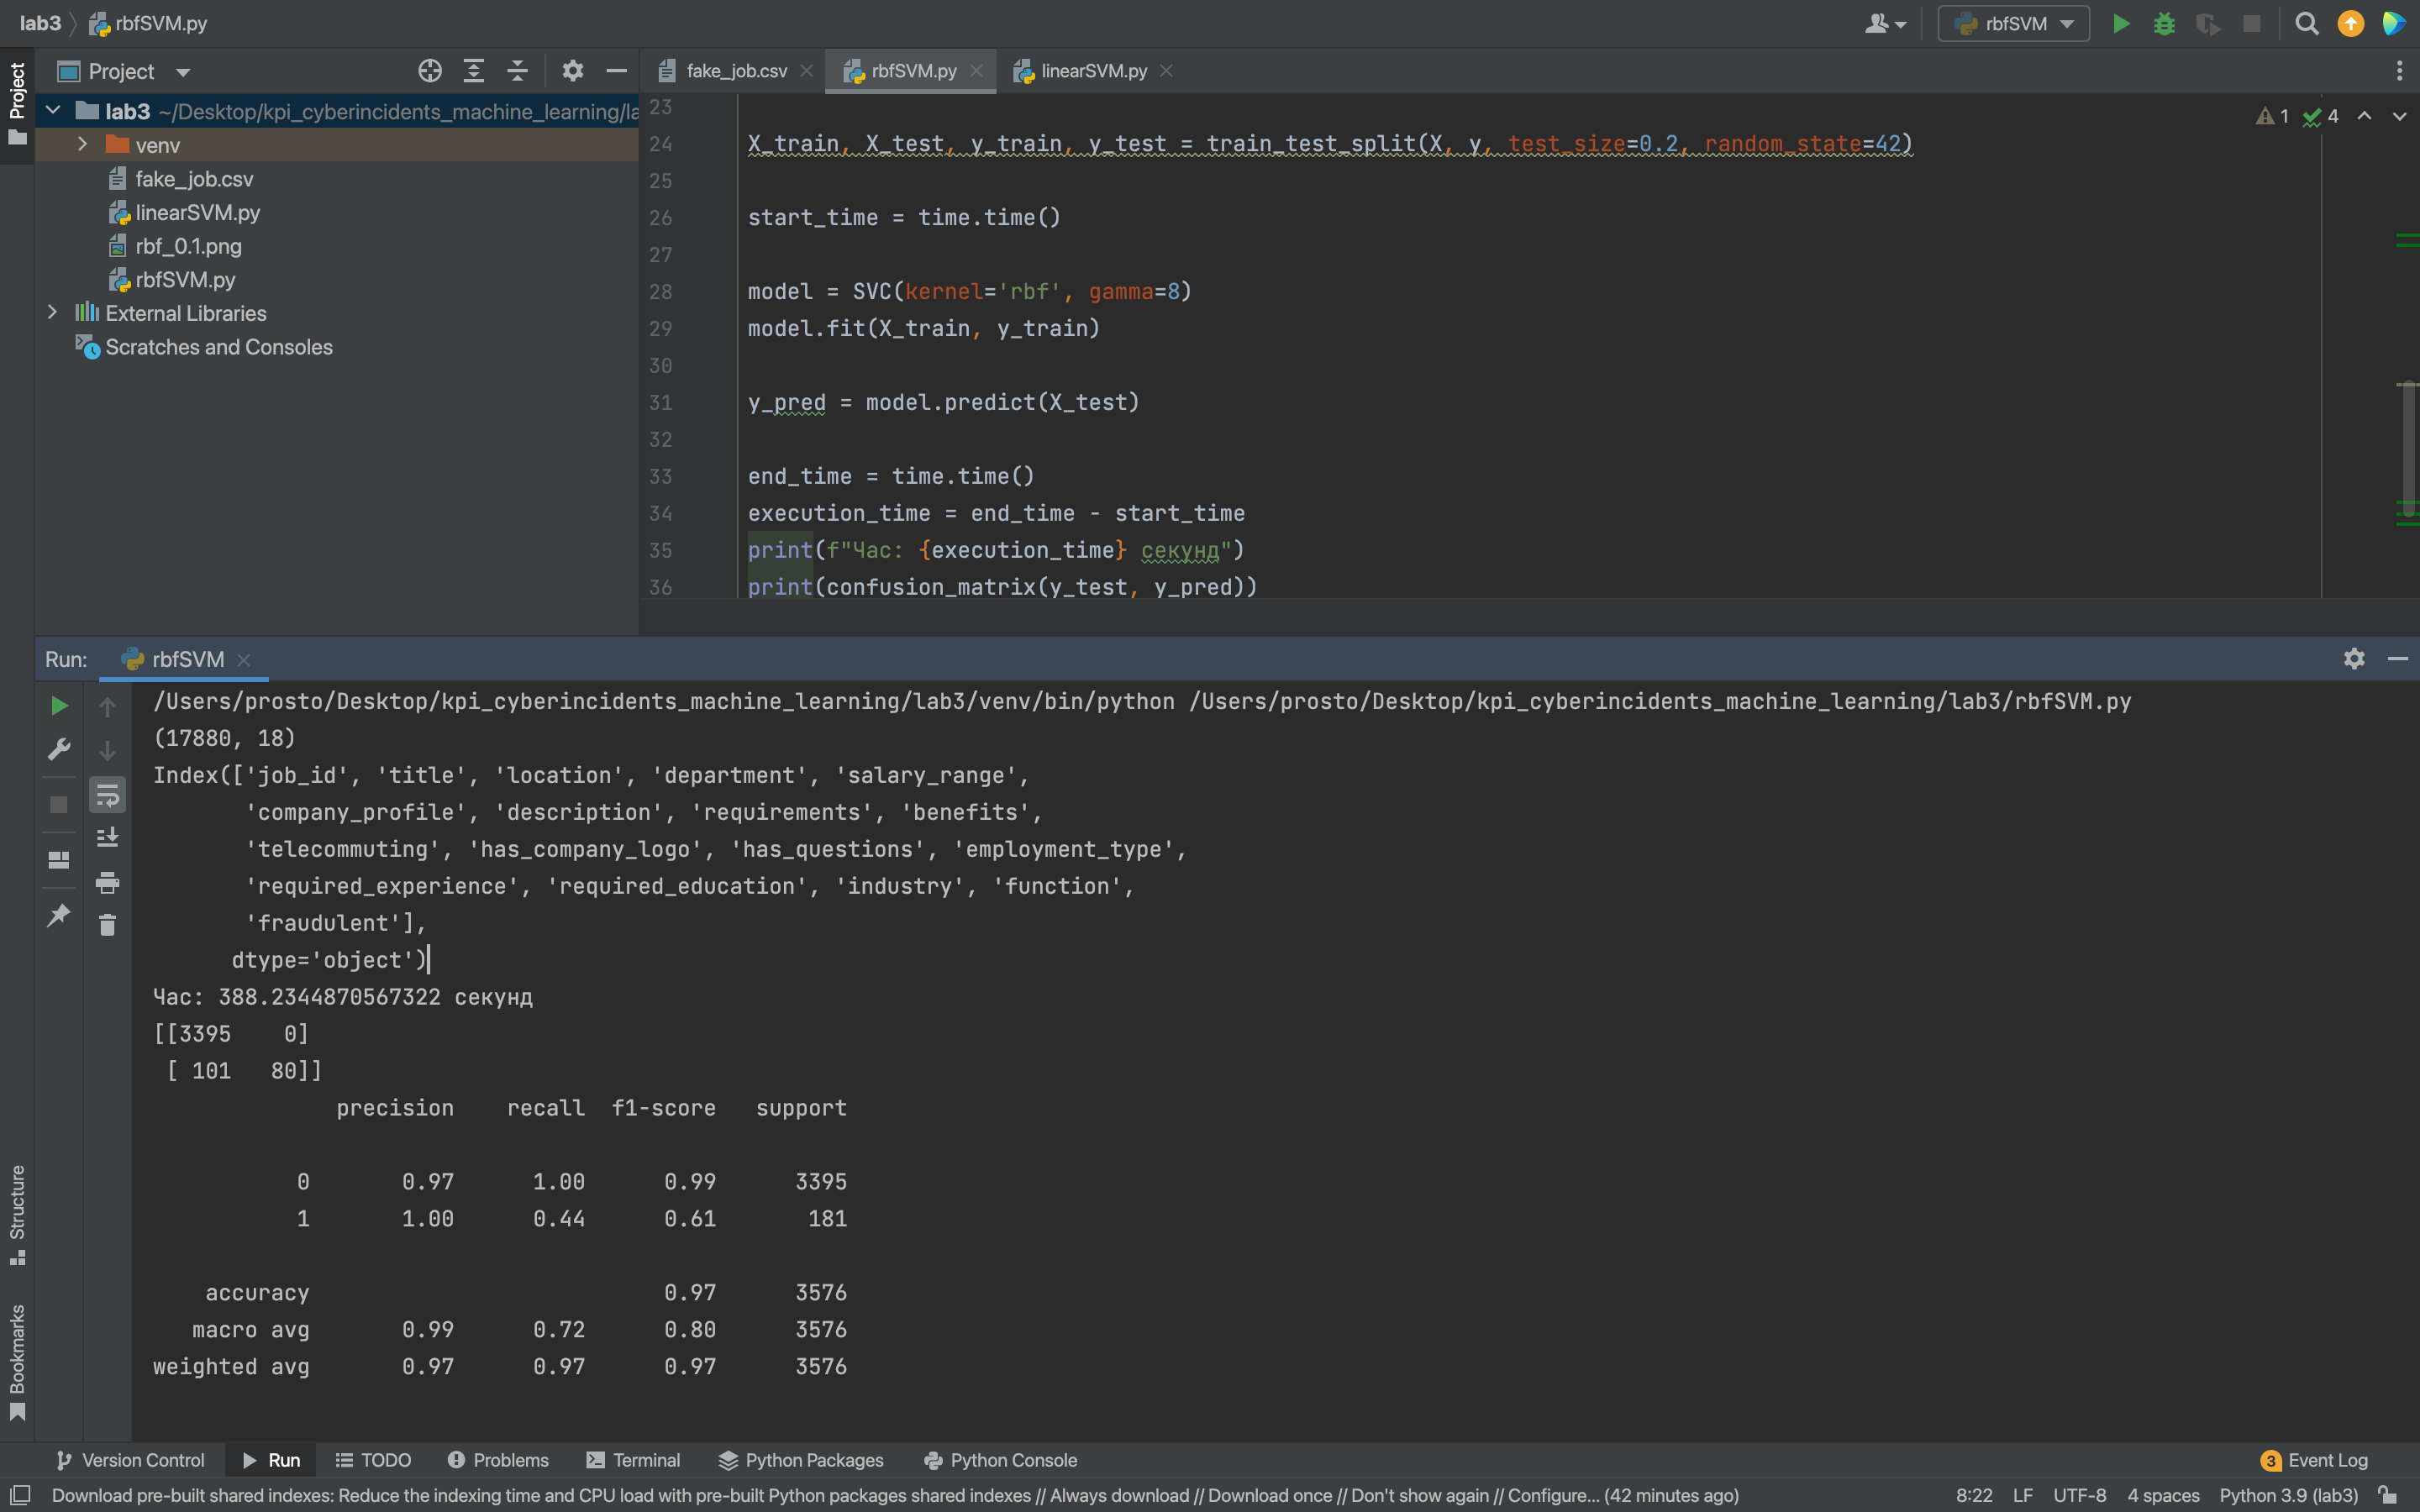 lab3 rbfSVM.py
rbfSVM
Project
Project
fake_job.csv rbfSVM.py linearSVM.py
lab3 ~/Desktop/kpi_cyberincidents_machine_learning/la
venv
fake_job.csv
linearSVM.py
rbf_0.1.png
rbfSVM.py
External Libraries
Scratches and Consoles
1 4
23
24 X_train, X_test, y_train, y_test = train_test_split(X, y, test_size=0.2, random_state=42)
25
26 start_time = time.time()
27
28 model = SVC(kernel='rbf', gamma=8)
29 model.fit(X_train, y_train)
30
31 y_pred = model.predict(X_test)
32
33 end_time = time.time()
34 execution_time = end_time - start_time
35 print(f"Час: {execution_time} секунд")
36 print(confusion_matrix(y_test, y_pred))
Run: rbfSVM
/Users/prosto/Desktop/kpi_cyberincidents_machine_learning/lab3/venv/bin/python /Users/prosto/Desktop/kpi_cyberincidents_machine_learning/lab3/rbfSVM.py
(17880, 18)
Index(['job_id', 'title', 'location', 'department', 'salary_range',
'company_profile', 'description', 'requirements', 'benefits',
'telecommuting', 'has_company_logo', 'has_questions', 'employment_type',
'required_experience', 'required_education', 'industry', 'function',
'fraudulent'],
dtype='object')
Час: 388.2344870567322 секунд
[[3395    0]
[ 101   80]]
precision recall f1-score support
0 0.97 1.00 0.99 3395
1 1.00 0.44 0.61 181
accuracy 0.97 3576
macro avg 0.99 0.72 0.80 3576
weighted avg 0.97 0.97 0.97 3576
Structure
Bookmarks
Version Control Run TODO Problems Terminal Python Packages Python Console 3 Event Log
Download pre-built shared indexes: Reduce the indexing time and CPU load with pre-built Python packages shared indexes // Always download // Download once // Don't show again // Configure... (42 minutes ago) 8:22 LF UTF-8 4 spaces Python 3.9 (lab3)